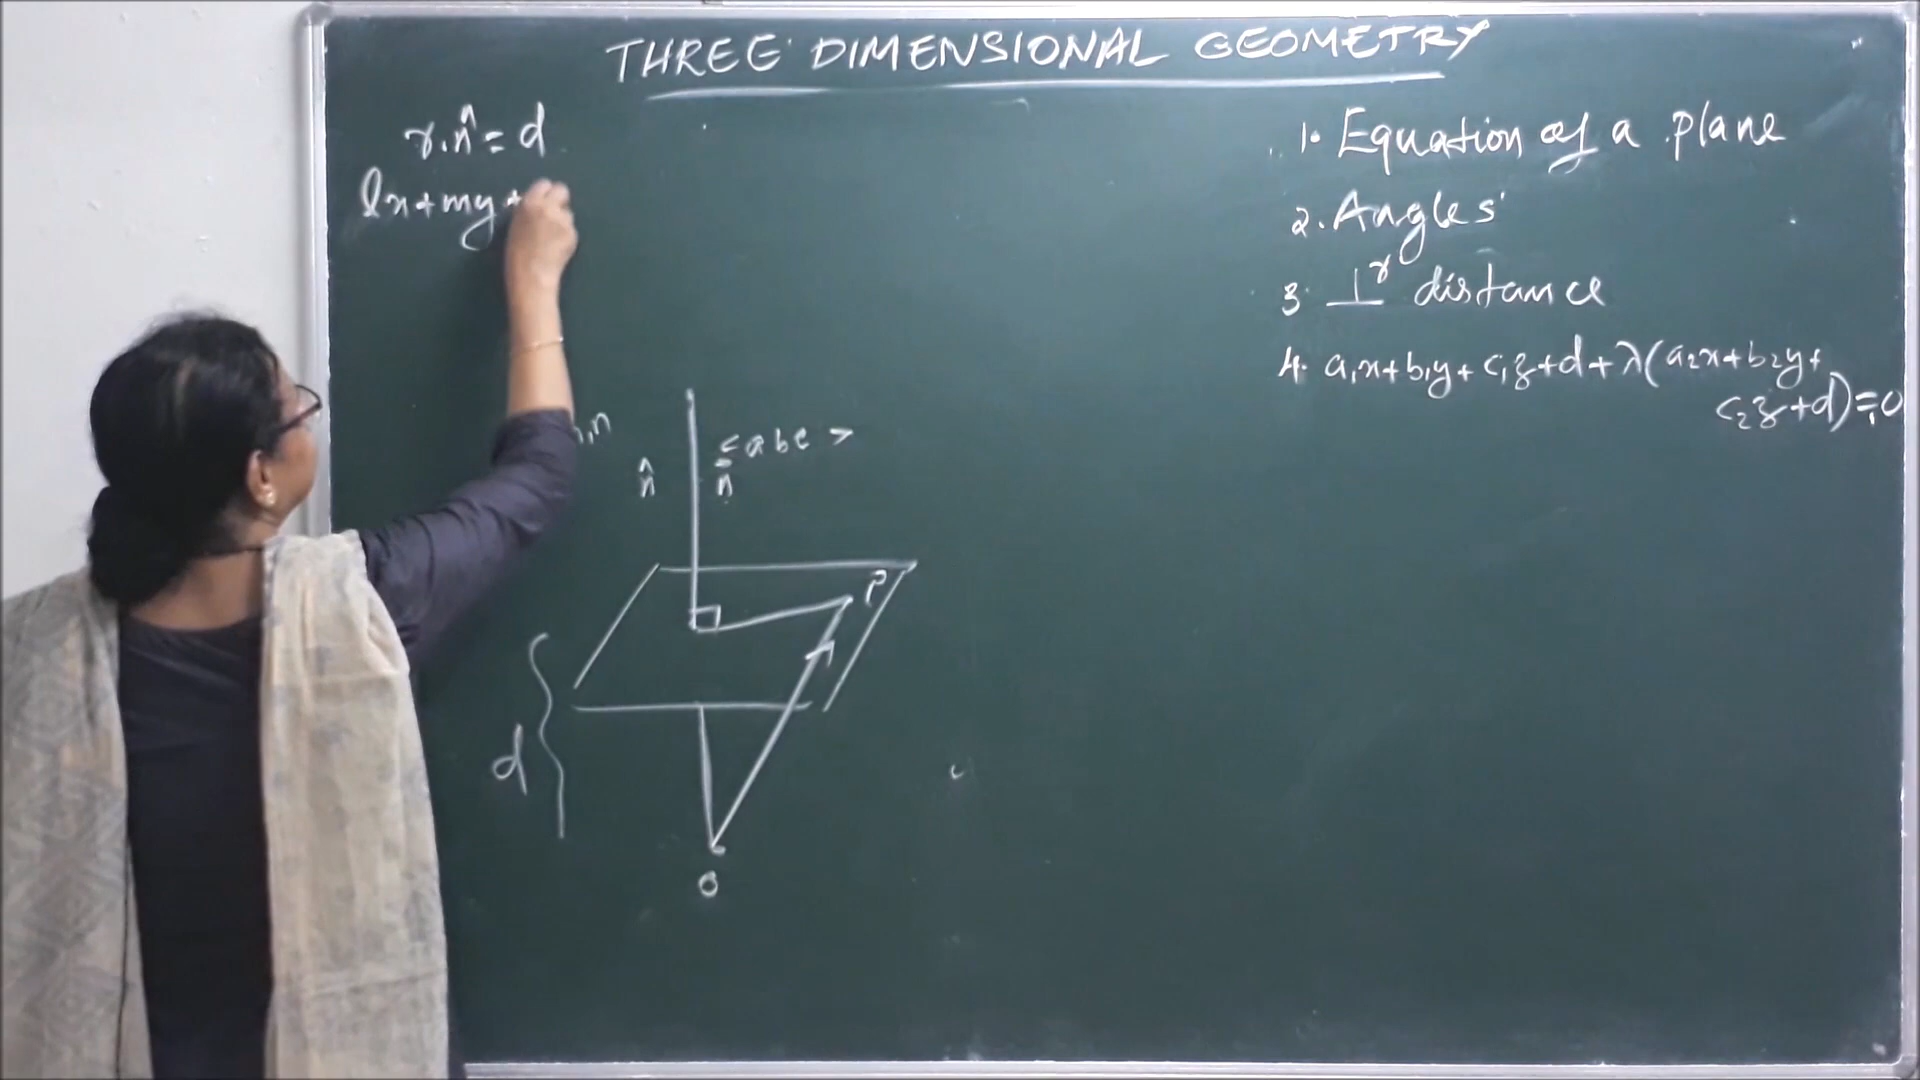 THREE DIMENSIONAL GEOMETRY
r.n̂ = d
lx+my+
1. Equation of a plane
2. Angles
3. ⊥r distance
4. a₁x+b₁y+c₁z+d+λ(a₂x+b₂y+
c₂z+d)=0
,n
<abc>
n̂
n̄
P
d
O